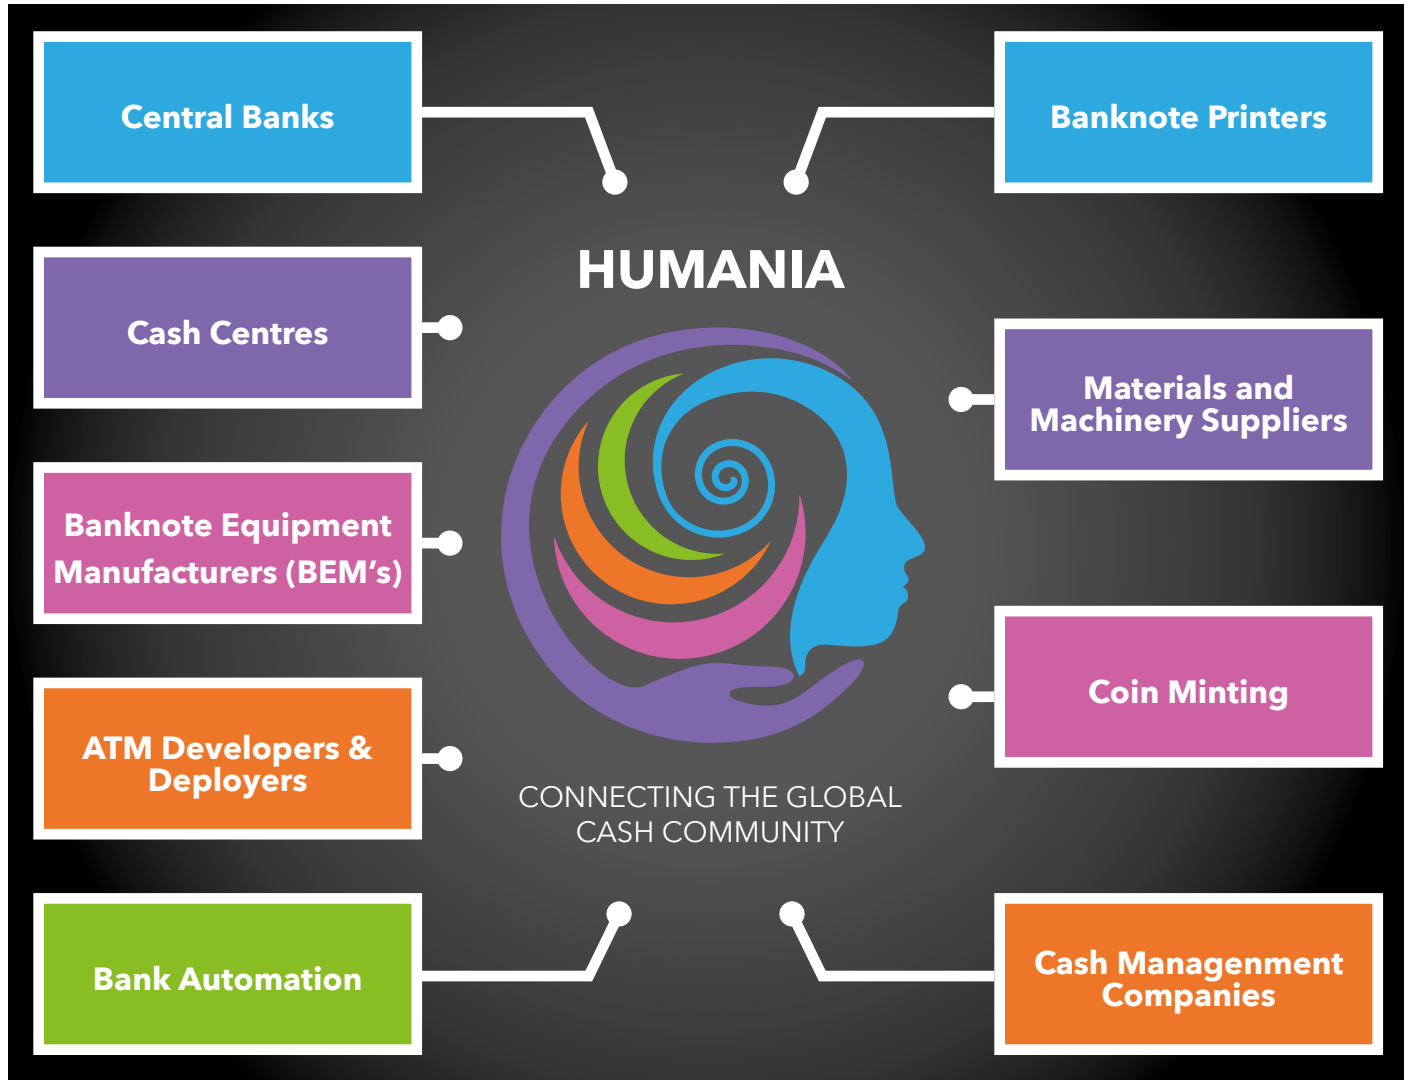 Central Banks
Banknote Printers
HUMANIA
Cash Centres
Materials and
Machinery Suppliers
Banknote Equipment
Manufacturers (BEM’s)
Coin Minting
ATM Developers &
Deployers
CONNECTING THE GLOBAL
CASH COMMUNITY
Bank Automation
Cash Managenment
Companies